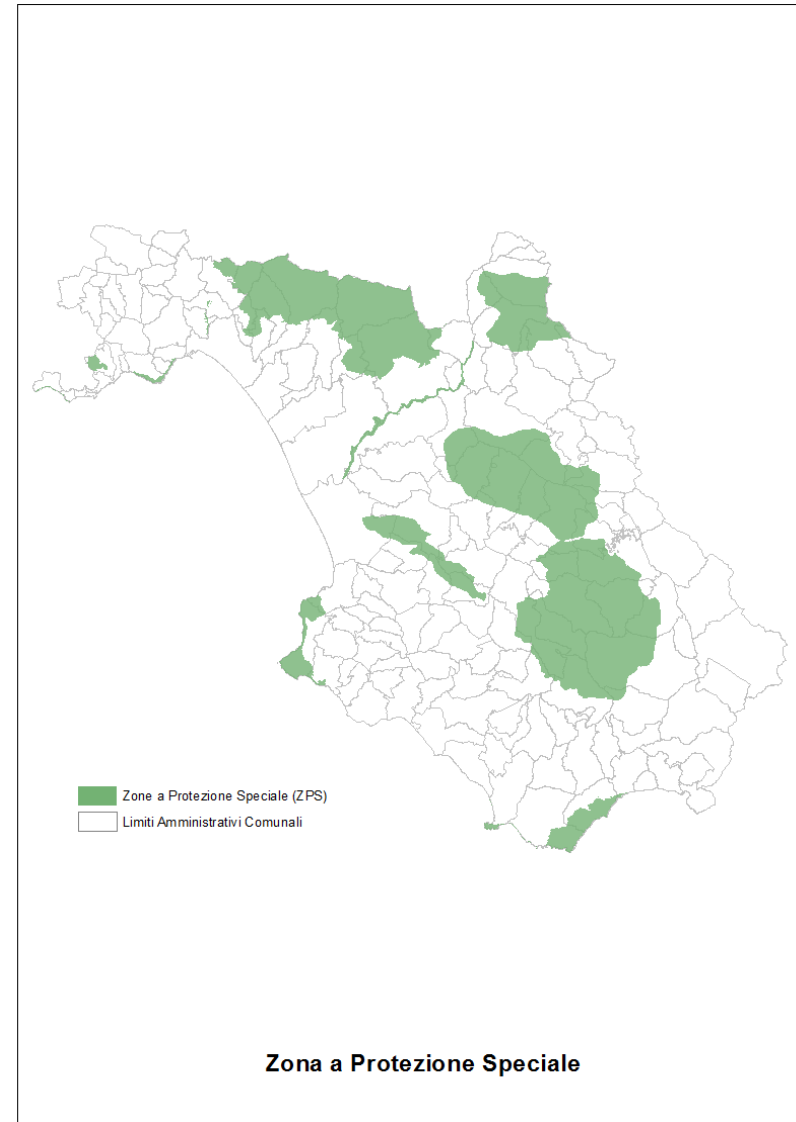 Zone a Protezione Speciale (ZPS)
Limiti Amministrativi Comunali
Zona a Protezione Speciale